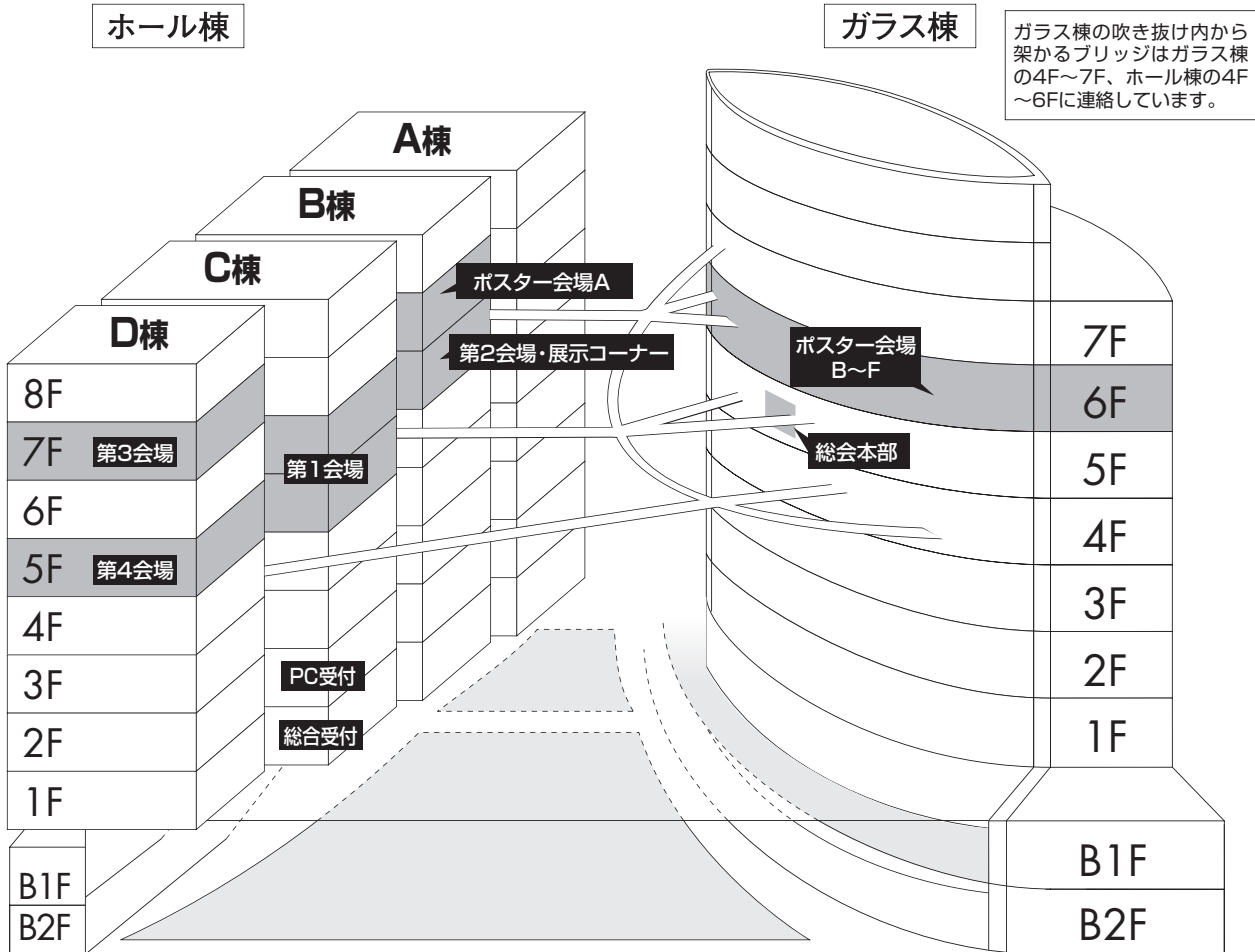 ホール棟
ガラス棟
ガラス棟の吹き抜け内から
架かるブリッジはガラス棟
の4F～7F、ホール棟の4F
～6Fに連絡しています。
A棟
B棟
C棟
D棟
ポスター会場A
第2会場・展示コーナー
ポスター会場
B～F
総会本部
第1会場
8F
7F 第3会場
6F
5F 第4会場
4F
3F
2F
1F
B1F
B2F
PC受付
総合受付
7F
6F
5F
4F
3F
2F
1F
B1F
B2F